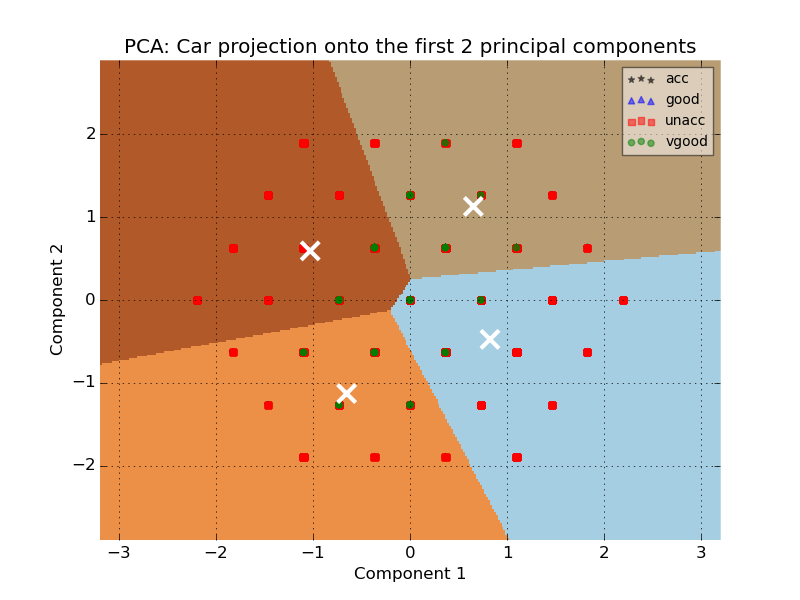 PCA: Car projection onto the first 2 principal components
acc
good
unacc
vgood
2
1
0
−1
−2
Component 2
−3
−2
−1
0
1
2
3
Component 1